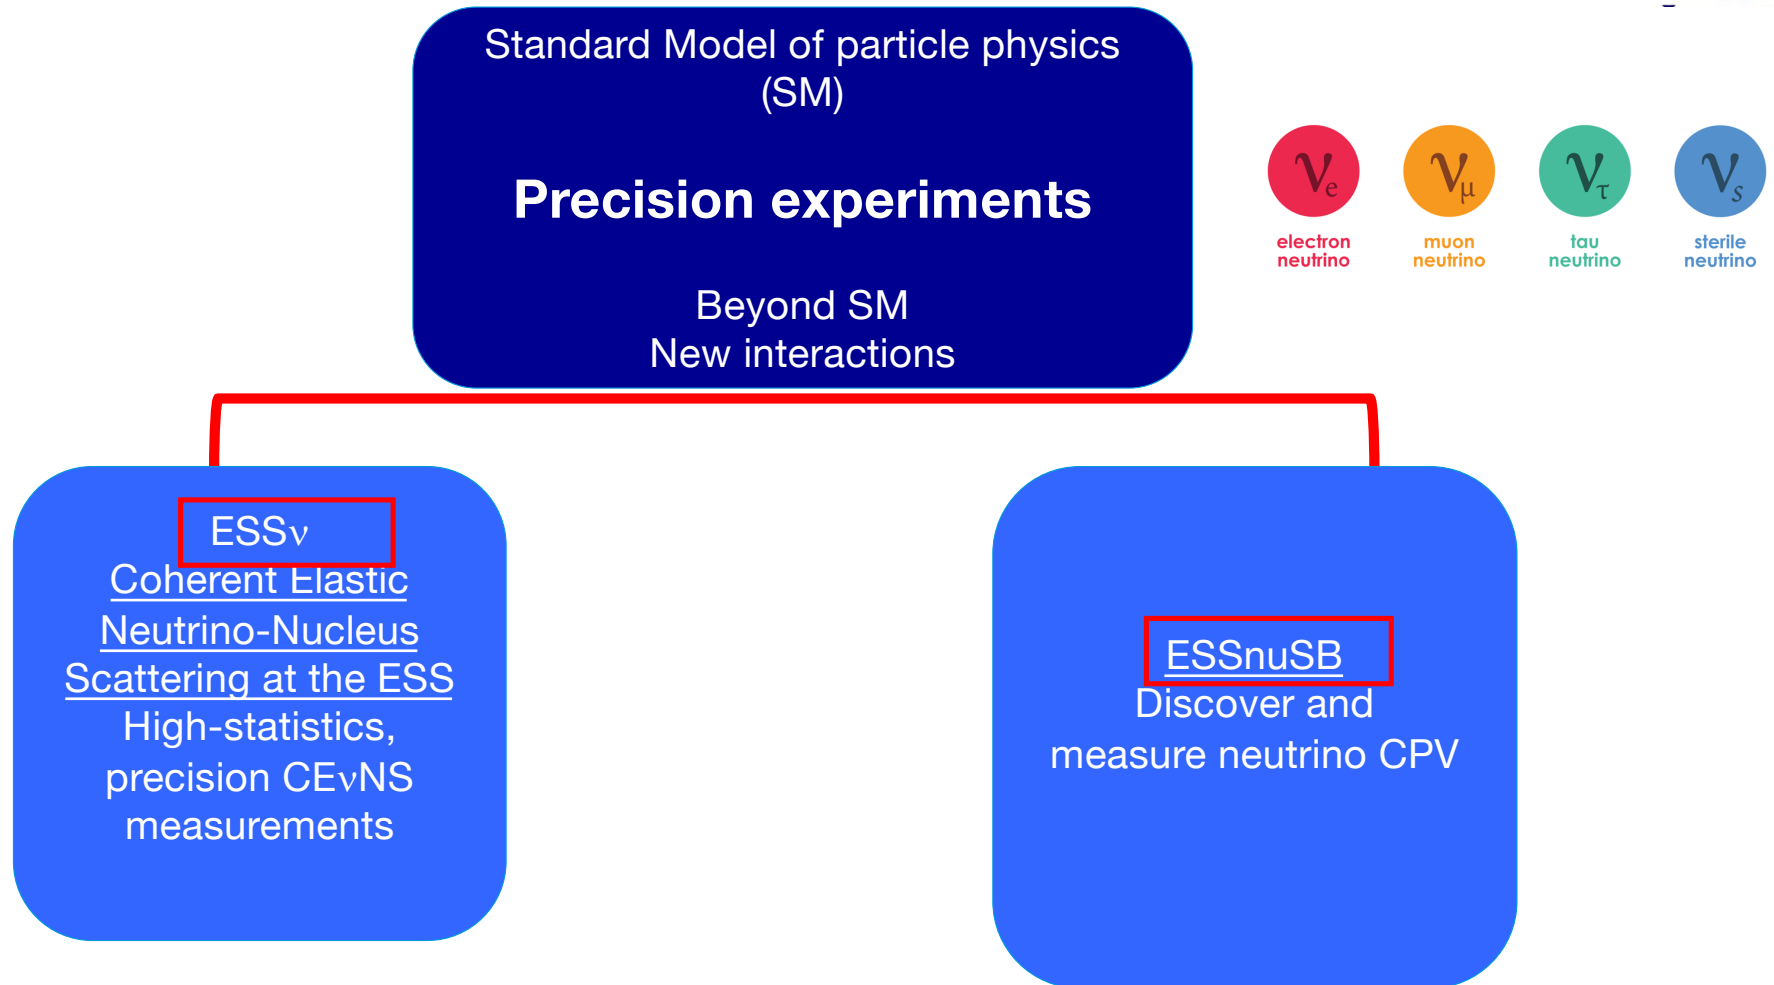 Standard Model of particle physics
(SM)
Precision experiments
Beyond SM
New interactions
νe
νμ
ντ
νs
electron
neutrino
muon
neutrino
tau
neutrino
sterile
neutrino
ESSν
Coherent Elastic
Neutrino-Nucleus
Scattering at the ESS
High-statistics,
precision CEνNS
measurements
ESSnuSB
Discover and
measure neutrino CPV